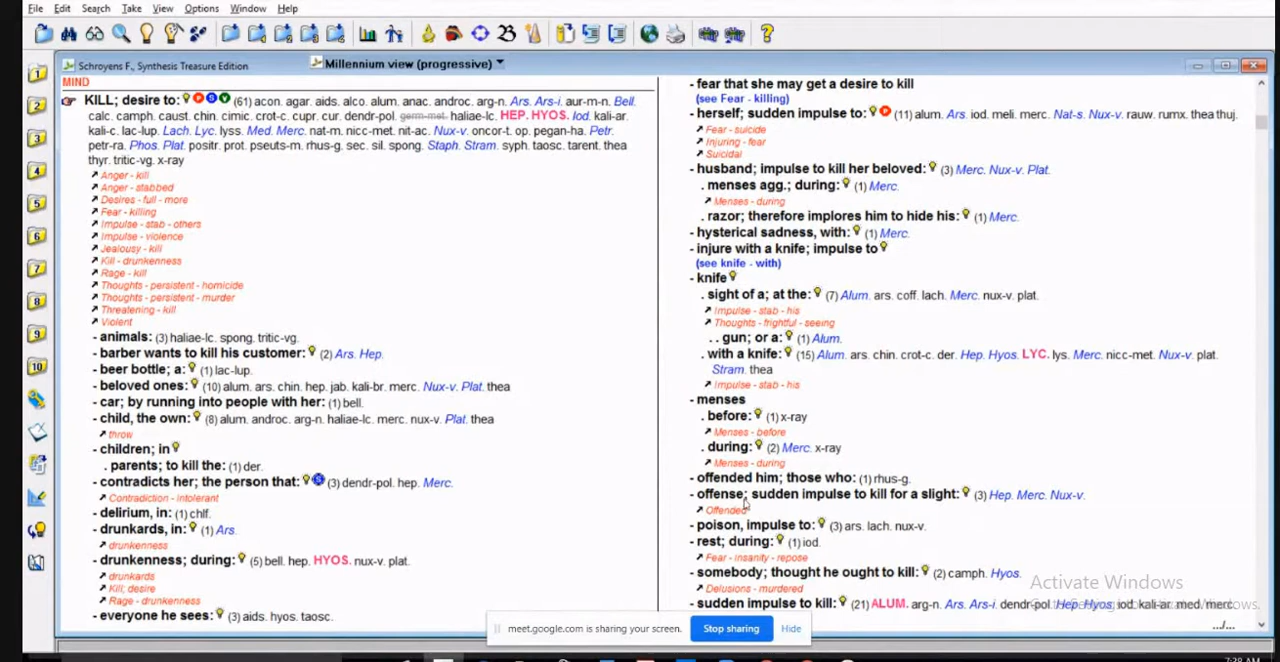 File Edit Search Take View Options Window Help
Schroyens F., Synthesis Treasure Edition
Millennium view (progressive)
1
2
3
4
5
6
7
8
9
10
MIND
KILL; desire to: (61) acon. agar. aids. alco. alum. anac. androc. arg-n. Ars. Ars-i. aur-m-n. Bell.
calc. camph. caust. chin. cimic. crot-c. cupr. cur. dendr-pol. germ-met. haliae-lc. HEP. HYOS. Iod. kali-ar.
kali-c. lac-lup. Lach. Lyc. lyss. Med. Merc. nat-m. nicc-met. nit-ac. Nux-v. oncor-t. op. pegan-ha. Petr.
petr-ra. Phos. Plat. positr. prot. pseuts-m. rhus-g. sec. sil. spong. Staph. Stram. syph. taosc. tarent. thea
thyr. tritic-vg. x-ray
Anger - kill
Anger - stabbed
Desires - full - more
Fear - killing
Impulse - stab - others
Impulse - violence
Jealousy - kill
Kill - drunkenness
Rage - kill
Thoughts - persistent - homicide
Thoughts - persistent - murder
Threatening - kill
Violent
- animals: (3) haliae-lc. spong. tritic-vg.
- barber wants to kill his customer: (2) Ars. Hep.
- beer bottle; a: (1) lac-lup.
- beloved ones: (10) alum. ars. chin. hep. jab. kali-br. merc. Nux-v. Plat. thea
- car; by running into people with her: (1) bell.
- child, the own: (8) alum. androc. arg-n. haliae-lc. merc. nux-v. Plat. thea
throw
- children; in
. parents; to kill the: (1) der.
- contradicts her; the person that: (3) dendr-pol. hep. Merc.
Contradiction - intolerant
- delirium, in: (1) chlf.
- drunkards, in: (1) Ars.
drunkenness
- drunkenness; during: (5) bell. hep. HYOS. nux-v. plat.
drunkards
Kill; desire
Rage - drunkenness
- everyone he sees: (3) aids. hyos. taosc.
- fear that she may get a desire to kill
(see Fear - killing)
- herself; sudden impulse to kill: (11) alum. Ars. iod. meli. merc. Nat-s. Nux-v. rauw. rumx. thea thuj.
Fear - suicide
Injuring - fear
Suicidal
- husband; impulse to kill her beloved: (3) Merc. Nux-v. Plat.
. menses agg.; during: (1) Merc.
Menses - during
. razor; therefore implores him to hide his: (1) Merc.
- hysterical sadness, with: (1) Merc.
- injure with a knife; impulse to
(see knife - with)
- knife
. sight of a; at the: (7) Alum. ars. coff. lach. Merc. nux-v. plat.
Impulse - stab - his
Thoughts - frightful - seeing
. . gun; or a: (1) Alum.
. with a knife: (15) Alum. ars. chin. crot-c. der. Hep. Hyos. LYC. lys. Merc. nicc-met. Nux-v. plat.
Stram. thea
Impulse - stab - his
- menses
. before: (1) x-ray
Menses - before
. during: (2) Merc. x-ray
Menses - during
- offended him; those who: (1) rhus-g.
- offense; sudden impulse to kill for a slight: (3) Hep. Merc. Nux-v.
Offended
- poison, impulse to: (3) ars. lach. nux-v.
- rest; during: (1) iod.
Fear - insanity - repose
- somebody; thought he ought to kill: (2) camph. Hyos.
Delusions - murdered
- sudden impulse to kill: (21) ALUM. arg-n. Ars. Ars-i. dendr-pol. Hep. Hyos. iod. kali-ar. med. merc.
.../...
Activate Windows
meet.google.com is sharing your screen. Stop sharing Hide